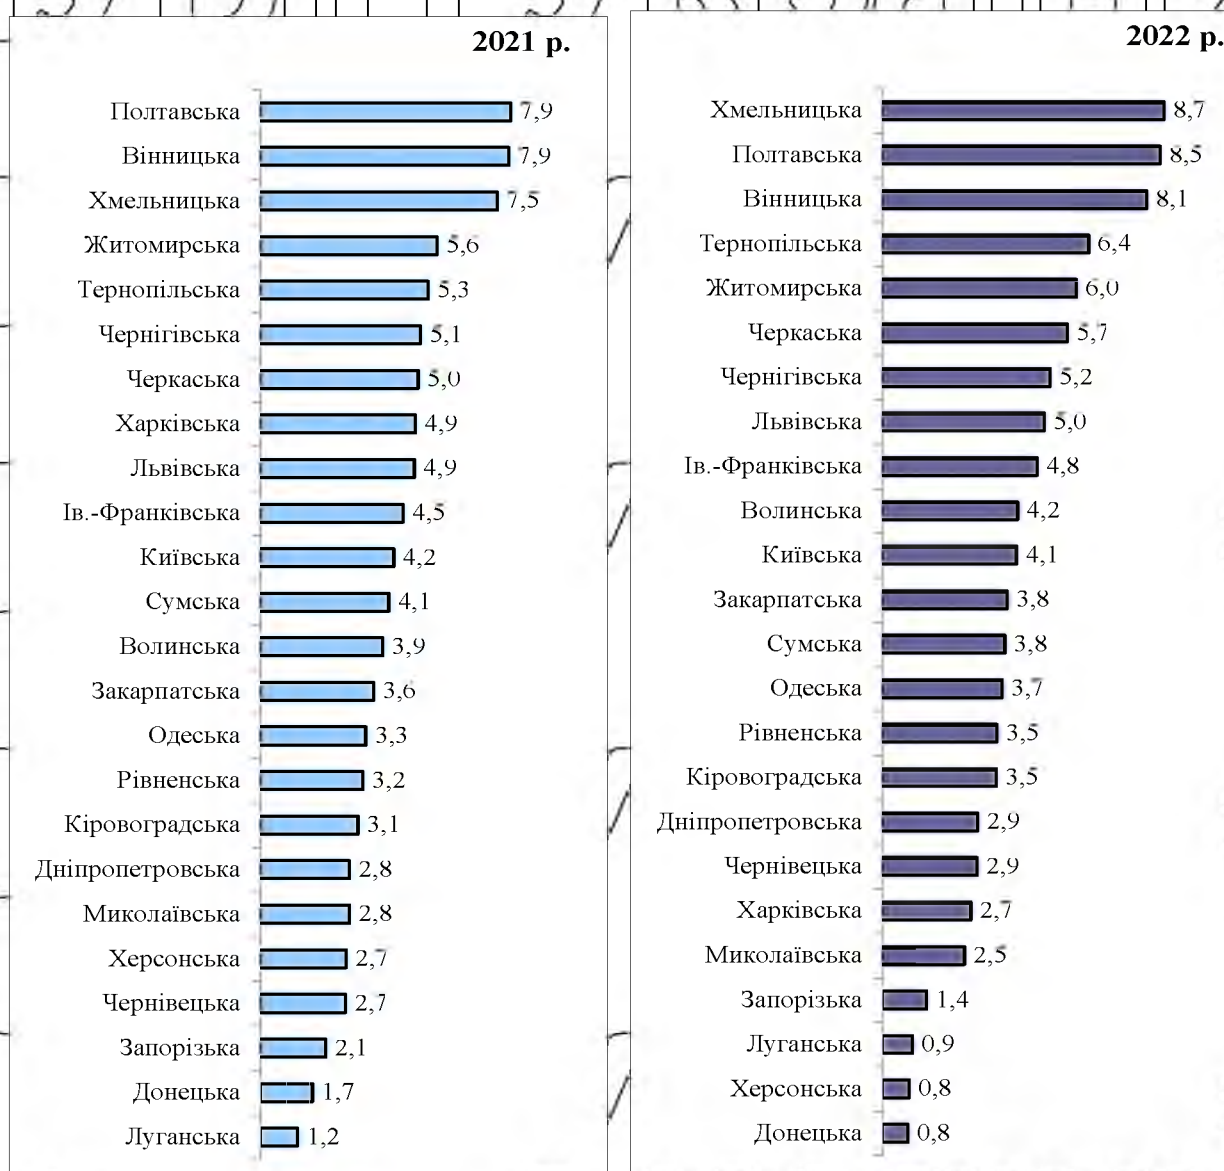 2021 р.
Полтавська 7,9
Вінницька 7,9
Хмельницька 7,5
Житомирська 5,6
Тернопільська 5,3
Чернігівська 5,1
Черкаська 5,0
Харківська 4,9
Львівська 4,9
Ів.-Франківська 4,5
Київська 4,2
Сумська 4,1
Волинська 3,9
Закарпатська 3,6
Одеська 3,3
Рівненська 3,2
Кіровоградська 3,1
Дніпропетровська 2,8
Миколаївська 2,8
Херсонська 2,7
Чернівецька 2,7
Запорізька 2,1
Донецька 1,7
Луганська 1,2
2022 р.
Хмельницька 8,7
Полтавська 8,5
Вінницька 8,1
Тернопільська 6,4
Житомирська 6,0
Черкаська 5,7
Чернігівська 5,2
Львівська 5,0
Ів.-Франківська 4,8
Волинська 4,2
Київська 4,1
Закарпатська 3,8
Сумська 3,8
Одеська 3,7
Рівненська 3,5
Кіровоградська 3,5
Дніпропетровська 2,9
Чернівецька 2,9
Харківська 2,7
Миколаївська 2,5
Запорізька 1,4
Луганська 0,9
Херсонська 0,8
Донецька 0,8